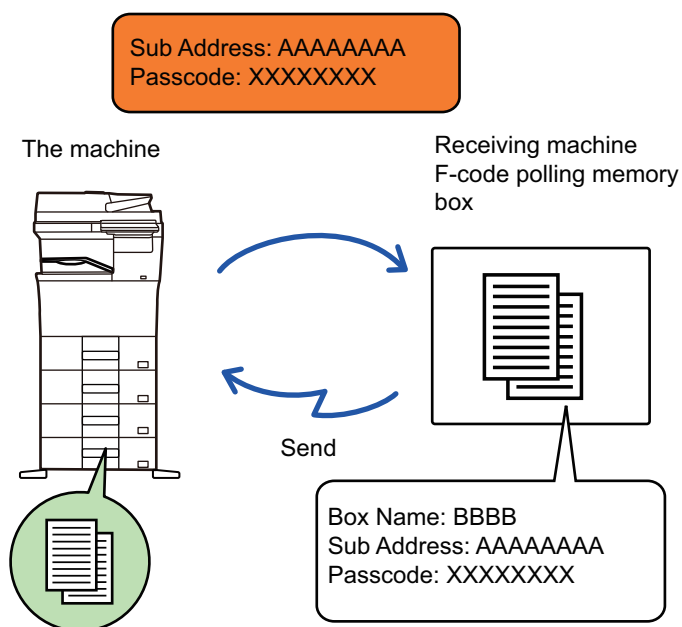 Sub Address: AAAAAAAA
Passcode: XXXXXXXX
The machine
Receiving machine
F-code polling memory
box
Send
Box Name: BBBB
Sub Address: AAAAAAAA
Passcode: XXXXXXXX